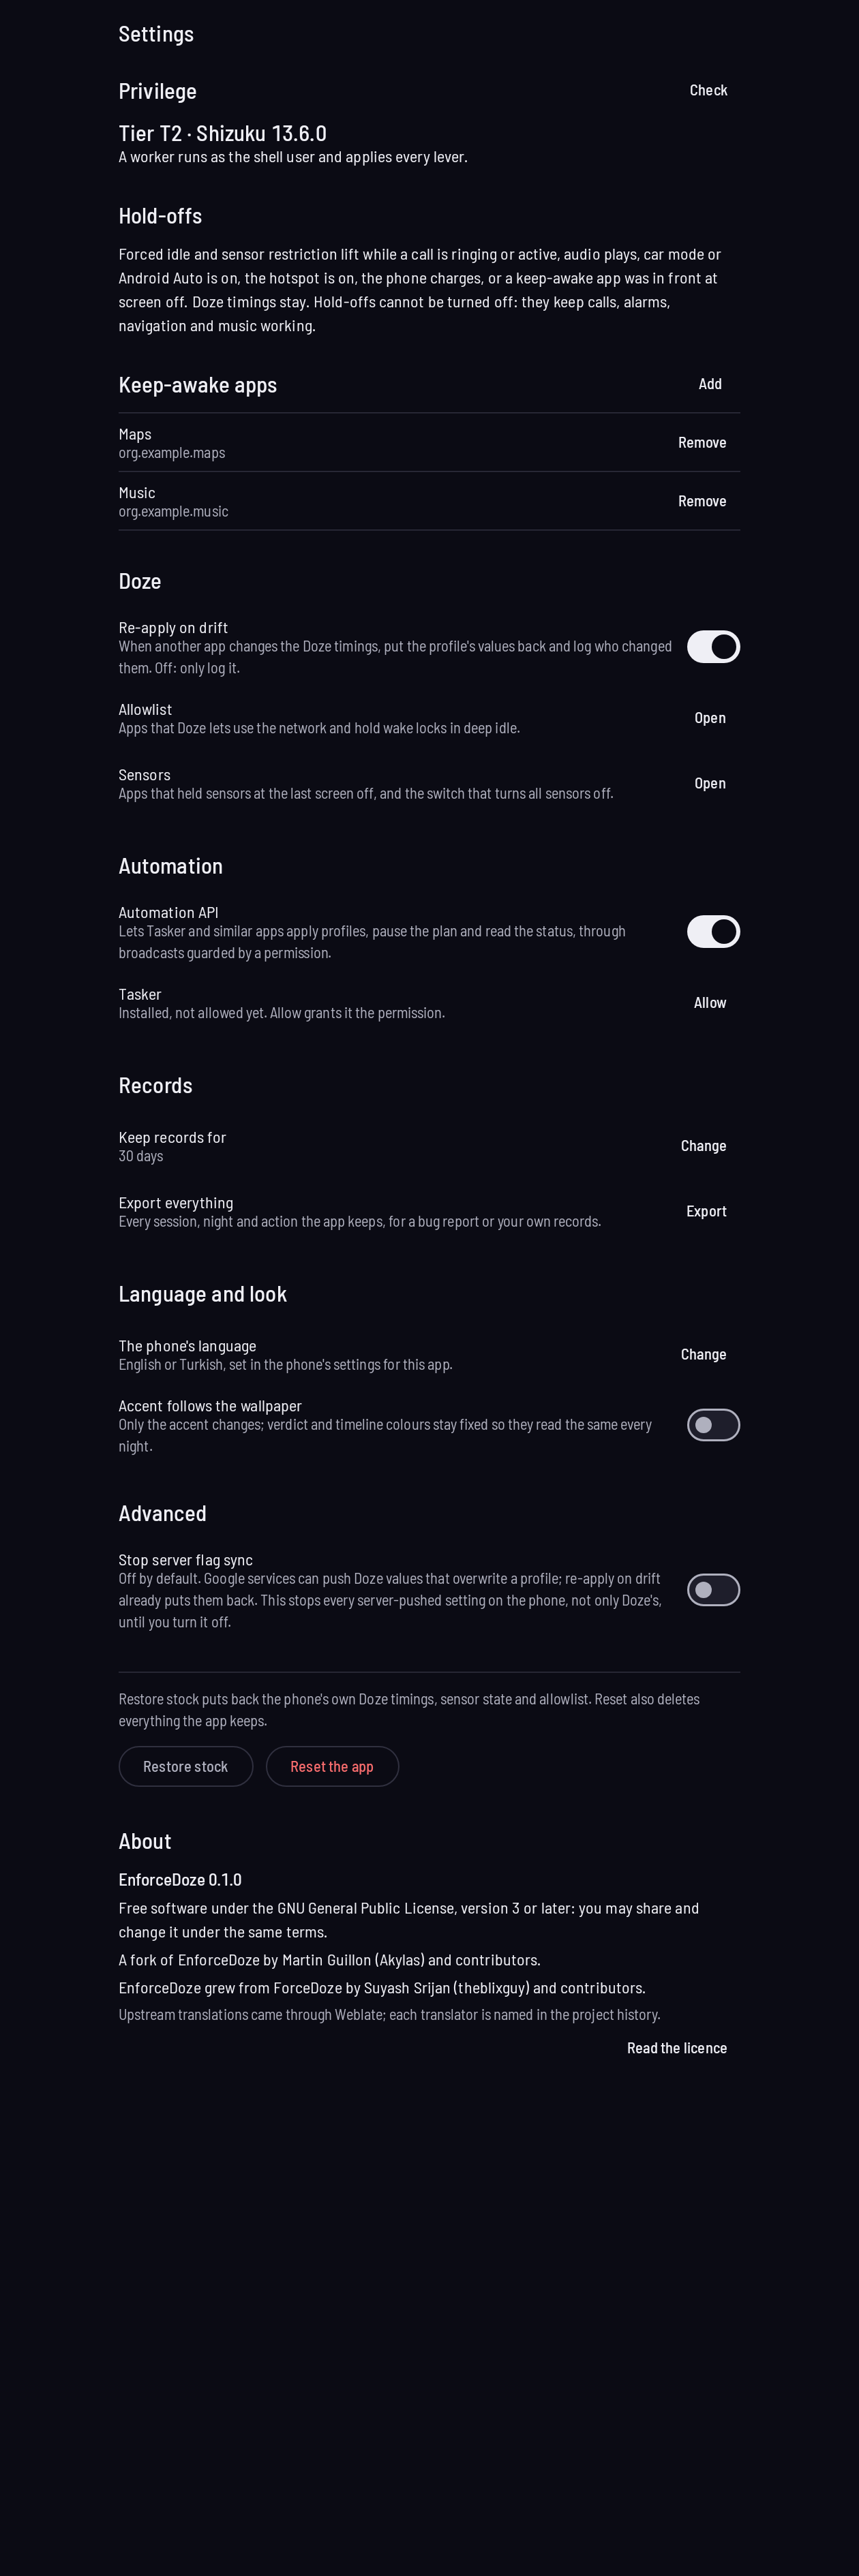 Settings
Privilege
Check
Tier T2 · Shizuku 13.6.0
A worker runs as the shell user and applies every lever.
Hold-offs
Forced idle and sensor restriction lift while a call is ringing or active, audio plays, car mode or
Android Auto is on, the hotspot is on, the phone charges, or a keep-awake app was in front at
screen off. Doze timings stay. Hold-offs cannot be turned off: they keep calls, alarms,
navigation and music working.
Keep-awake apps
Add
Maps
org.example.maps
Remove
Music
org.example.music
Remove
Doze
Re-apply on drift
When another app changes the Doze timings, put the profile's values back and log who changed
them. Off: only log it.
Allowlist
Apps that Doze lets use the network and hold wake locks in deep idle.
Open
Sensors
Apps that held sensors at the last screen off, and the switch that turns all sensors off.
Open
Automation
Automation API
Lets Tasker and similar apps apply profiles, pause the plan and read the status, through
broadcasts guarded by a permission.
Tasker
Installed, not allowed yet. Allow grants it the permission.
Allow
Records
Keep records for
30 days
Change
Export everything
Every session, night and action the app keeps, for a bug report or your own records.
Export
Language and look
The phone's language
English or Turkish, set in the phone's settings for this app.
Change
Accent follows the wallpaper
Only the accent changes; verdict and timeline colours stay fixed so they read the same every
night.
Advanced
Stop server flag sync
Off by default. Google services can push Doze values that overwrite a profile; re-apply on drift
already puts them back. This stops every server-pushed setting on the phone, not only Doze's,
until you turn it off.
Restore stock puts back the phone's own Doze timings, sensor state and allowlist. Reset also deletes
everything the app keeps.
Restore stock
Reset the app
About
EnforceDoze 0.1.0
Free software under the GNU General Public License, version 3 or later: you may share and
change it under the same terms.
A fork of EnforceDoze by Martin Guillon (Akylas) and contributors.
EnforceDoze grew from ForceDoze by Suyash Srijan (theblixguy) and contributors.
Upstream translations came through Weblate; each translator is named in the project history.
Read the licence